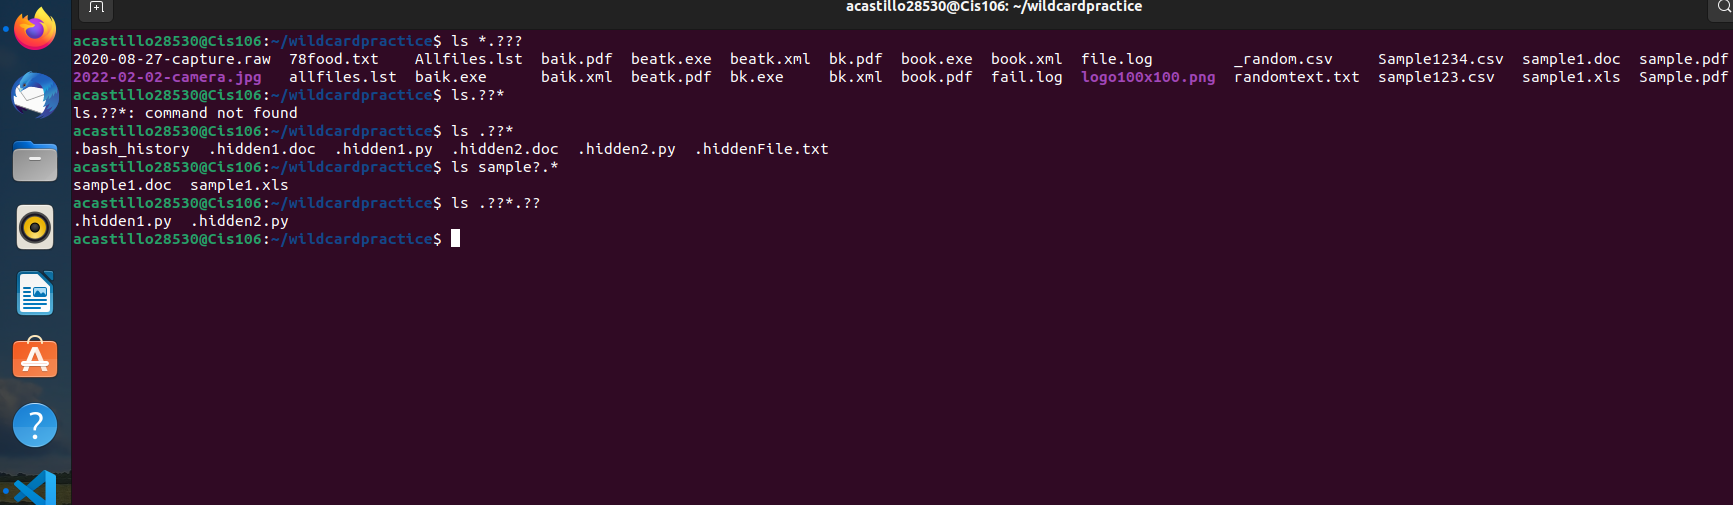 acastillo28530@Cis106: ~/wildcardpractice
acastillo28530@Cis106:~/wildcardpractice$ ls *.???
2020-08-27-capture.raw  78food.txt    Allfiles.lst  baik.pdf  beatk.exe  beatk.xml  bk.pdf  book.exe  book.xml  file.log         _random.csv     Sample1234.csv  sample1.doc  sample.pdf
2022-02-02-camera.jpg   allfiles.lst  baik.exe      baik.xml  beatk.pdf  bk.exe     bk.xml  book.pdf  fail.log  logo100x100.png  randomtext.txt  sample123.csv   sample1.xls  Sample.pdf
acastillo28530@Cis106:~/wildcardpractice$ ls.??*
ls.??*: command not found
acastillo28530@Cis106:~/wildcardpractice$ ls .??*
.bash_history  .hidden1.doc  .hidden1.py  .hidden2.doc  .hidden2.py  .hiddenFile.txt
acastillo28530@Cis106:~/wildcardpractice$ ls sample?.*
sample1.doc  sample1.xls
acastillo28530@Cis106:~/wildcardpractice$ ls .??*.??
.hidden1.py  .hidden2.py
acastillo28530@Cis106:~/wildcardpractice$